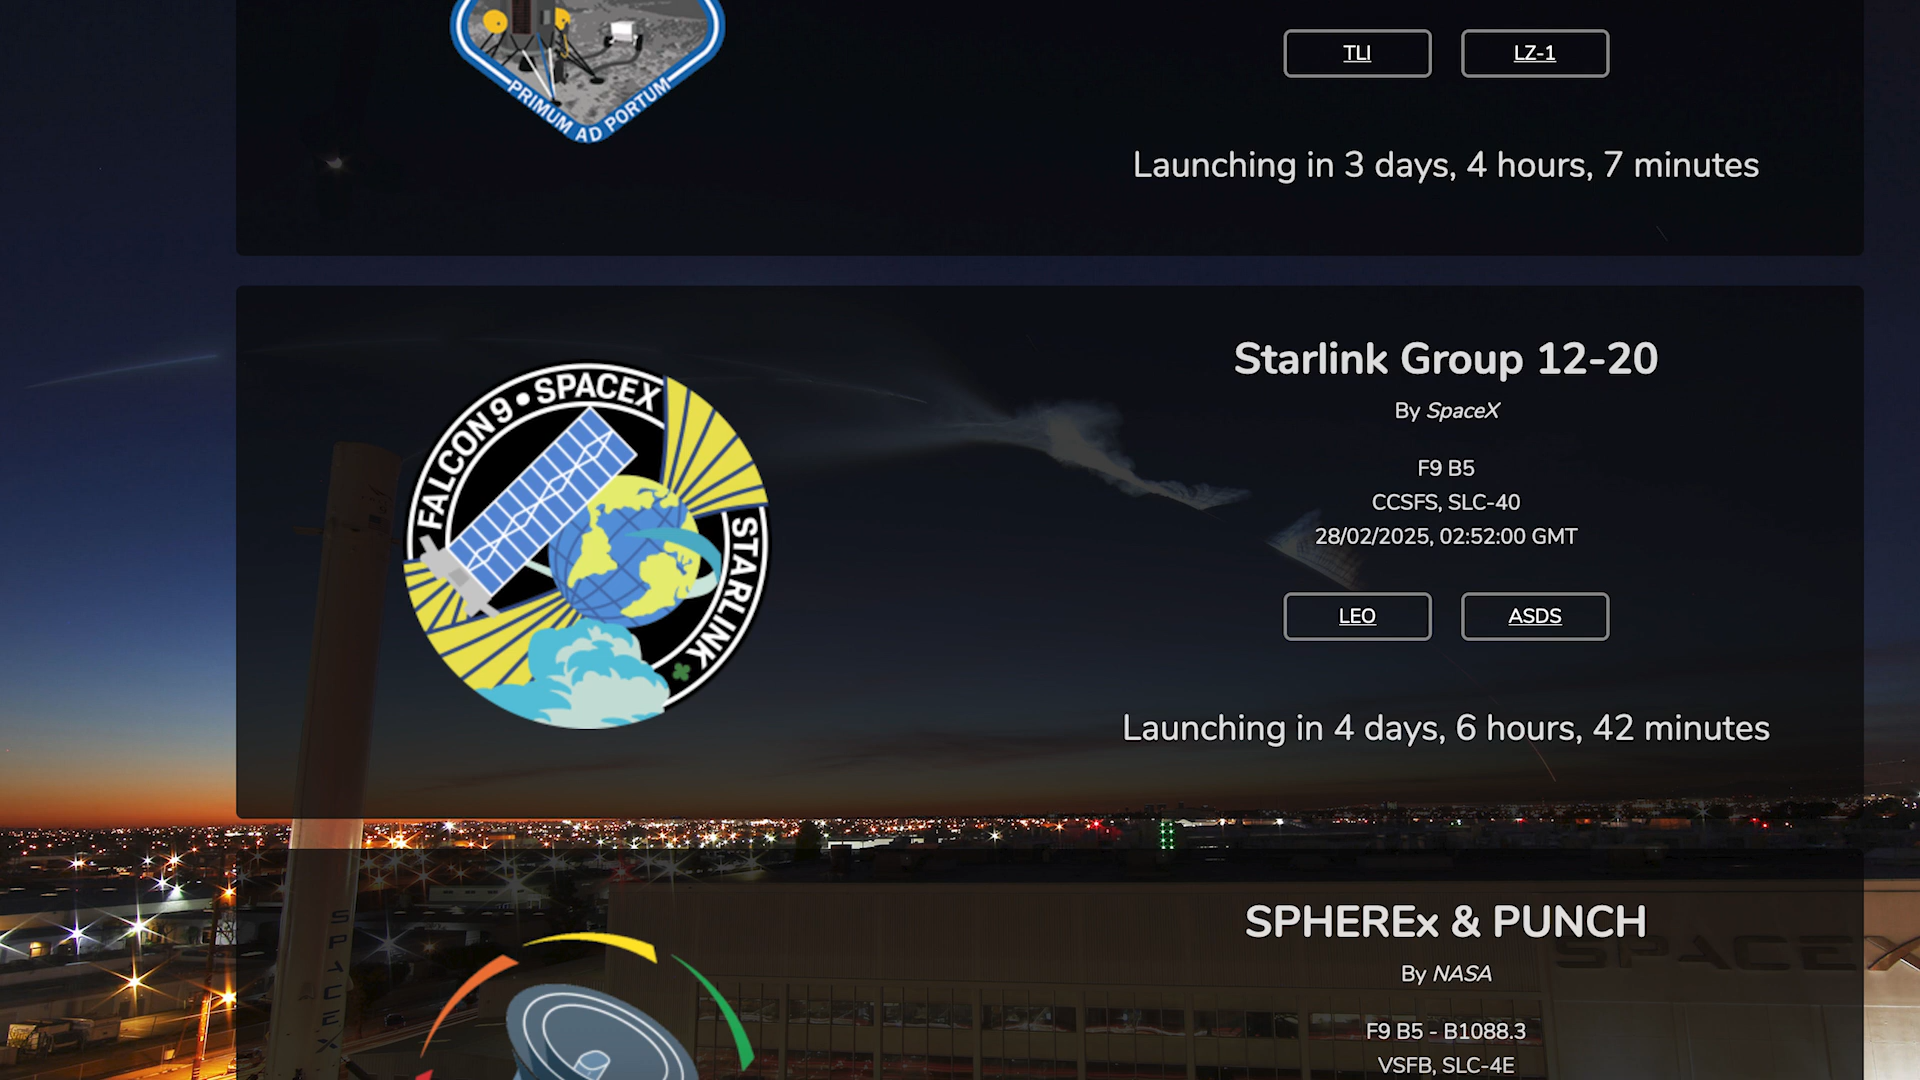 PRIMUM AD PORTUM
TLI
LZ-1
Launching in 3 days, 4 hours, 7 minutes
FALCON 9 • SPACEX
STARLINK
Starlink Group 12-20
By SpaceX
F9 B5
CCSFS, SLC-40
28/02/2025, 02:52:00 GMT
LEO
ASDS
Launching in 4 days, 6 hours, 42 minutes
SPACEX
SPHEREx & PUNCH
By NASA
SPACEX
F9 B5 - B1088.3
VSFB, SLC-4E